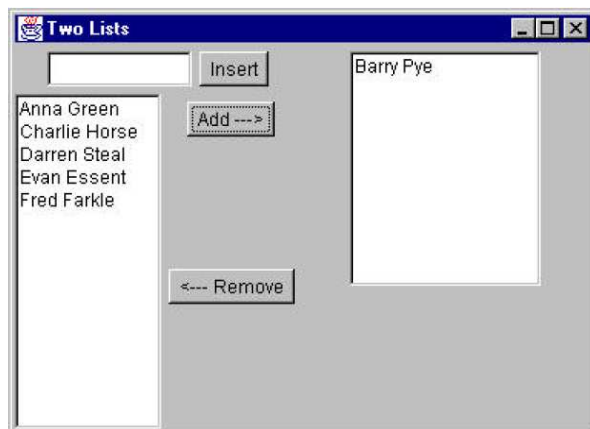 Two Lists
Insert
Barry Pye
Add --->
Anna Green
Charlie Horse
Darren Steal
Evan Essent
Fred Farkle
<--- Remove